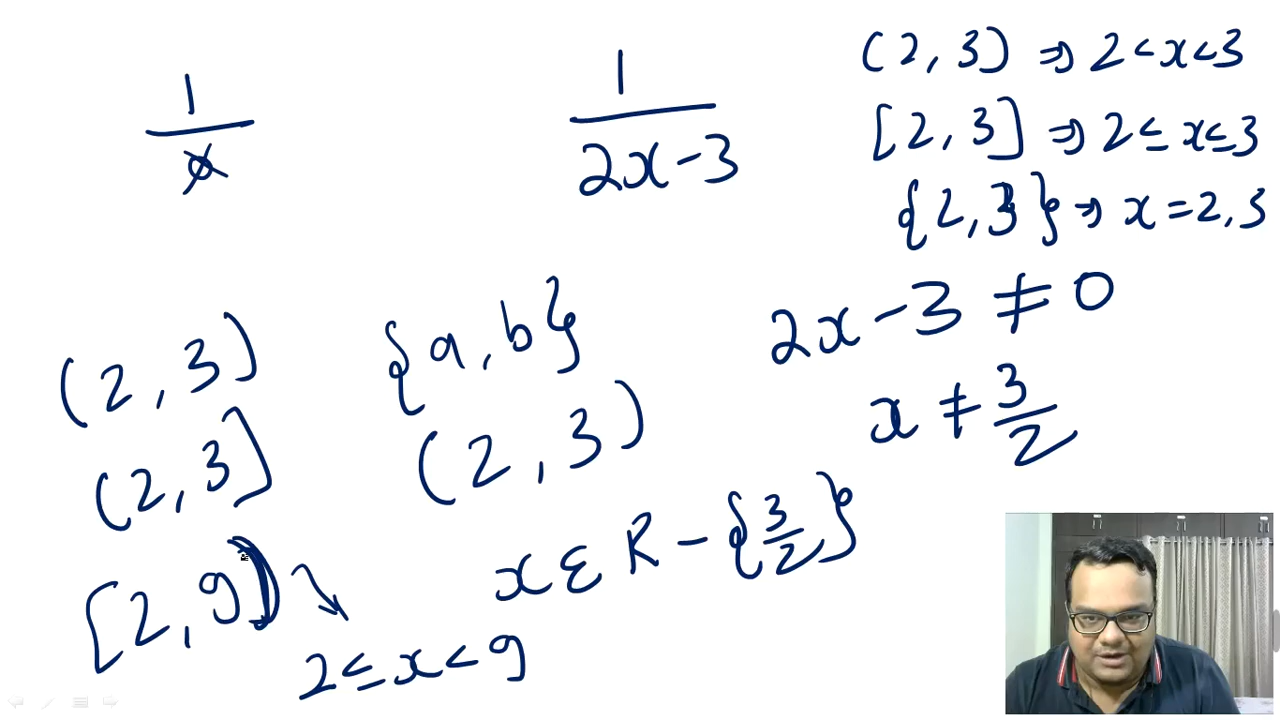 1/x
1/(2x-3)
(2, 3) ⇒ 2 < x < 3
[2, 3] ⇒ 2 ≤ x ≤ 3
{2, 3} ⇒ x = 2, 3
2x - 3 ≠ 0
x ≠ 3/2
(2, 3)
{a, b}
(2, 3]
(2, 3)
[2, 9)
x ∈ R - {3/2}
2 ≤ x < 9